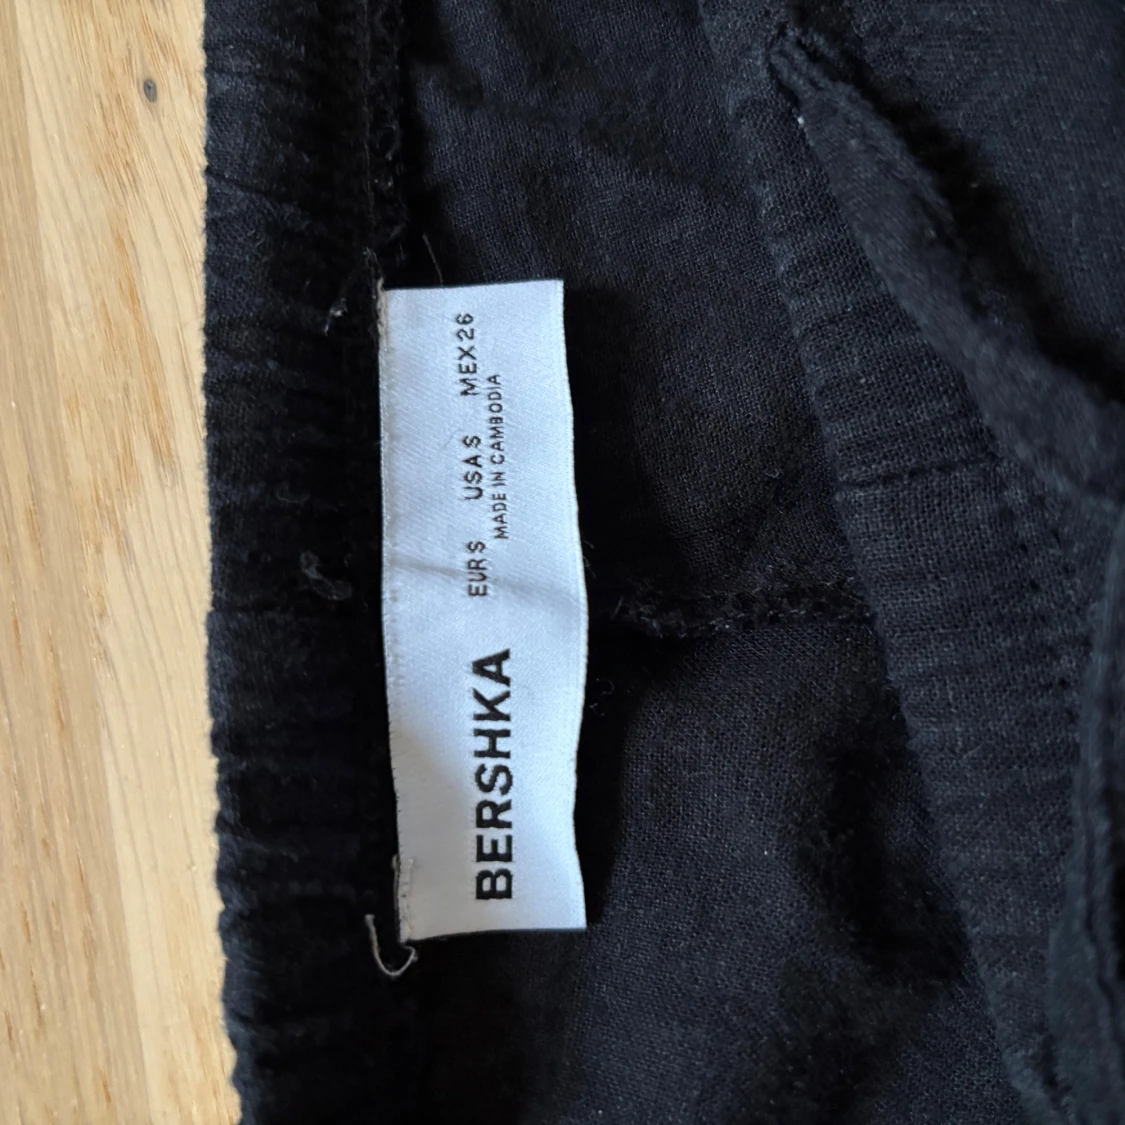 BERSHKA
EUR S USA S MEX 26
MADE IN CAMBODIA